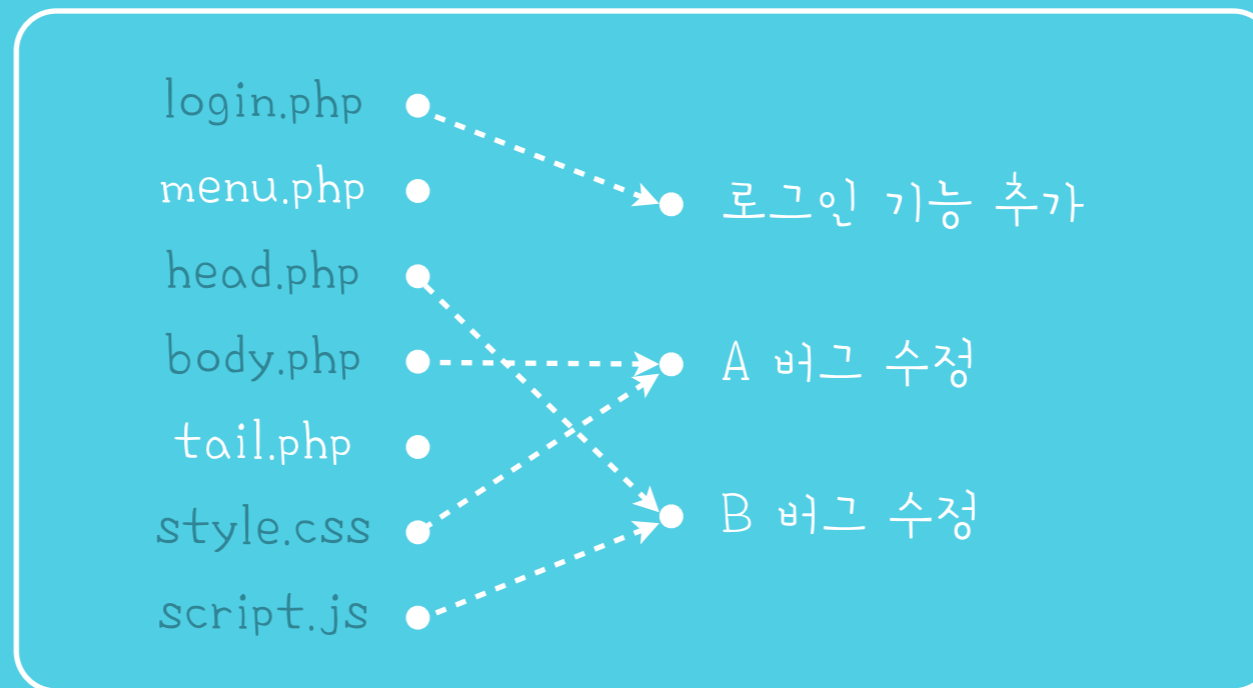 login.php
menu.php
head.php
body.php
tail.php
style.css
script.js
로그인 기능 추가
A 버그 수정
B 버그 수정